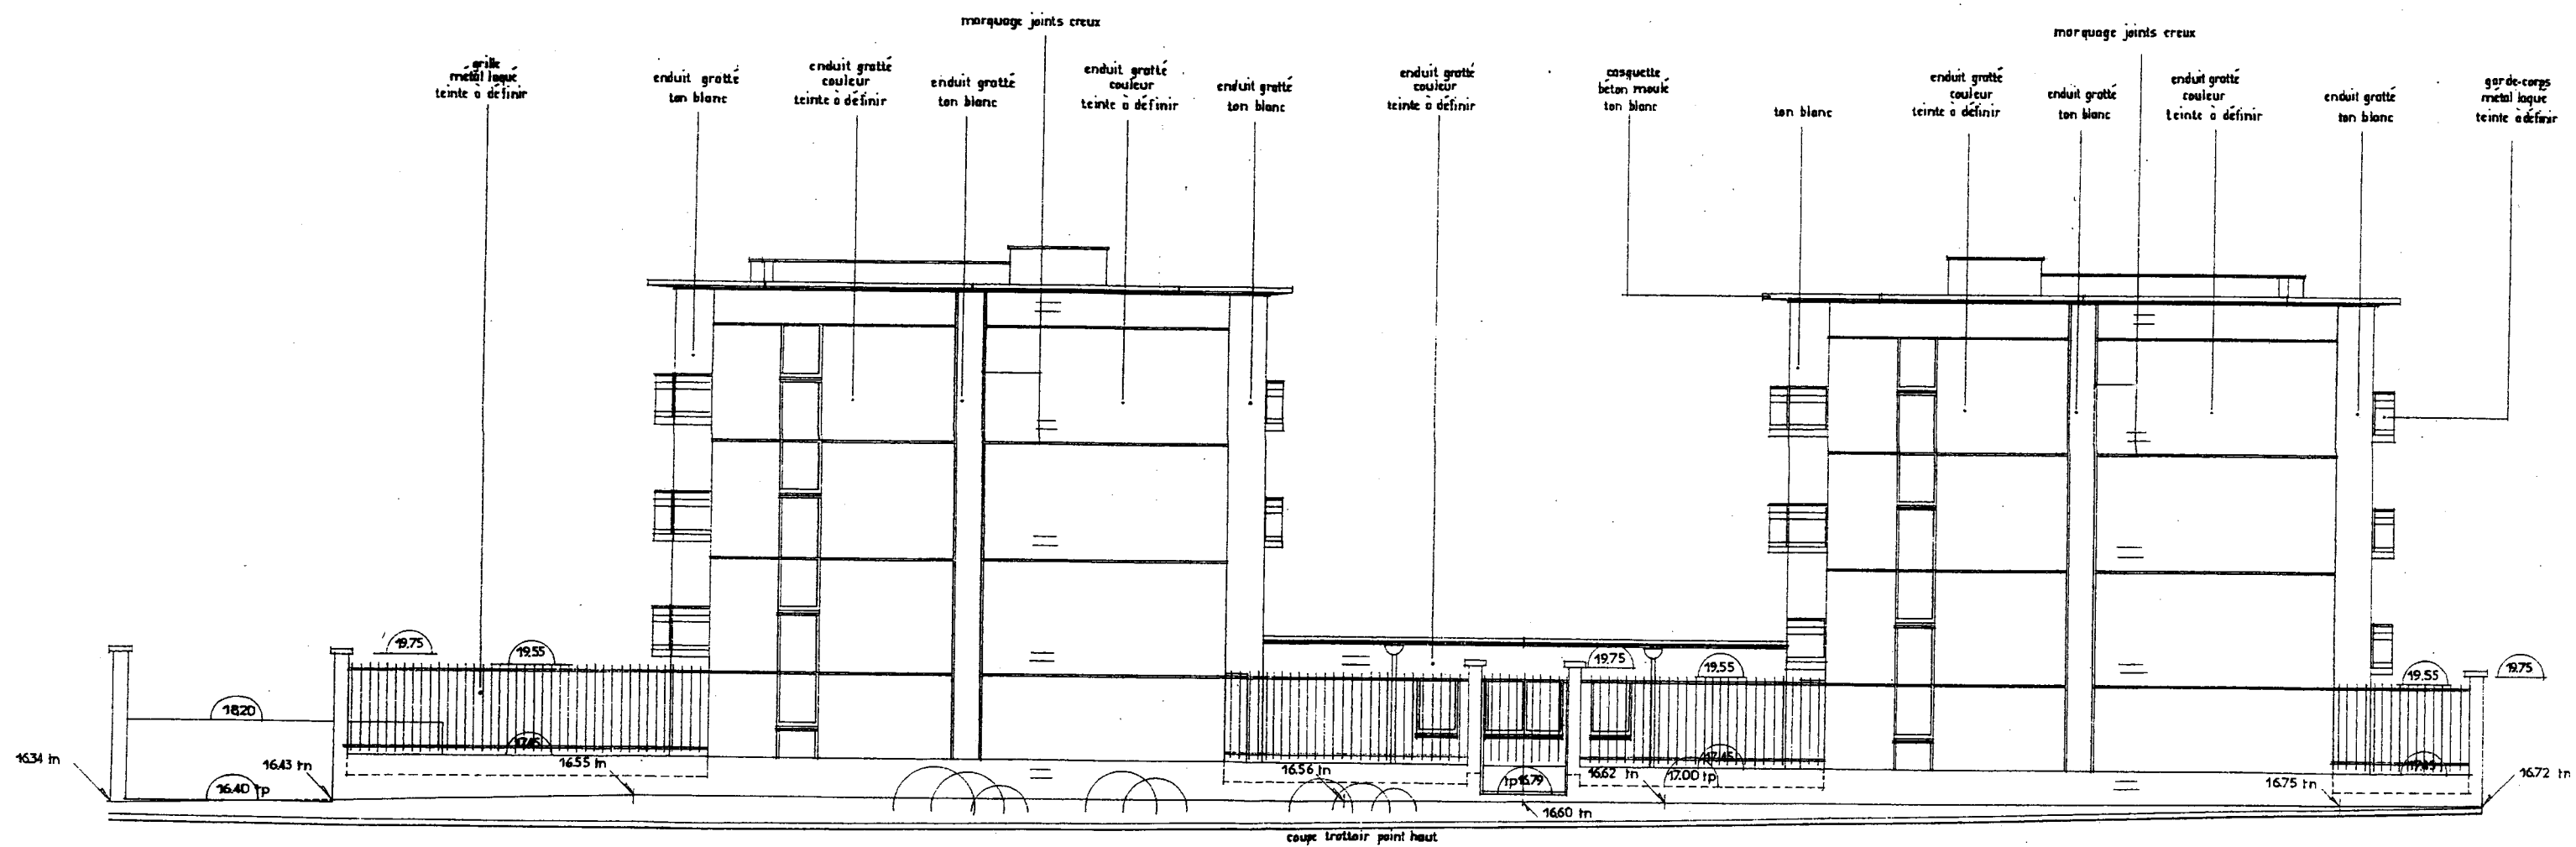 marquage joints creux
marquage joints creux
grille
métal laqué
teinte à définir
enduit gratté
ton blanc
enduit gratté
couleur
teinte à définir
enduit gratté
ton blanc
enduit gratté
couleur
teinte à définir
enduit gratté
ton blanc
enduit gratté
couleur
teinte à définir
casquette
béton moulé
ton blanc
ton blanc
enduit gratté
couleur
teinte à définir
enduit gratté
ton blanc
enduit gratté
couleur
teinte à définir
enduit gratté
ton blanc
garde-corps
métal laqué
teinte à définir
19.75
19.55
19.75
19.55
19.55
19.75
18.20
17.45
17.45
17.45
16.34 tn
16.43 tn
16.40 tp
16.55 tn
16.56 tn
tp 16.79
16.62 tn
17.00 tp
16.75 tn
16.72 tn
16.60 tn
coupe trottoir point haut